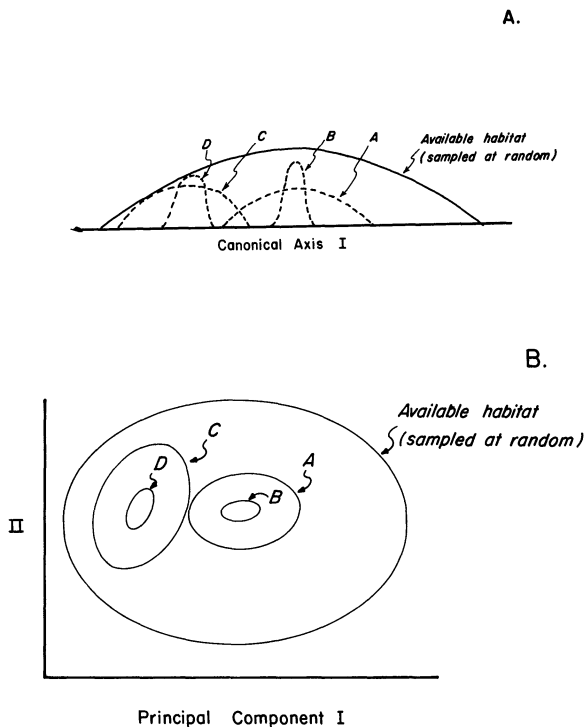 A.
Available habitat
(sampled at random)
D
C
B
A
Canonical Axis I
B.
Available habitat
(sampled at random)
C
D
A
B
II
Principal Component I